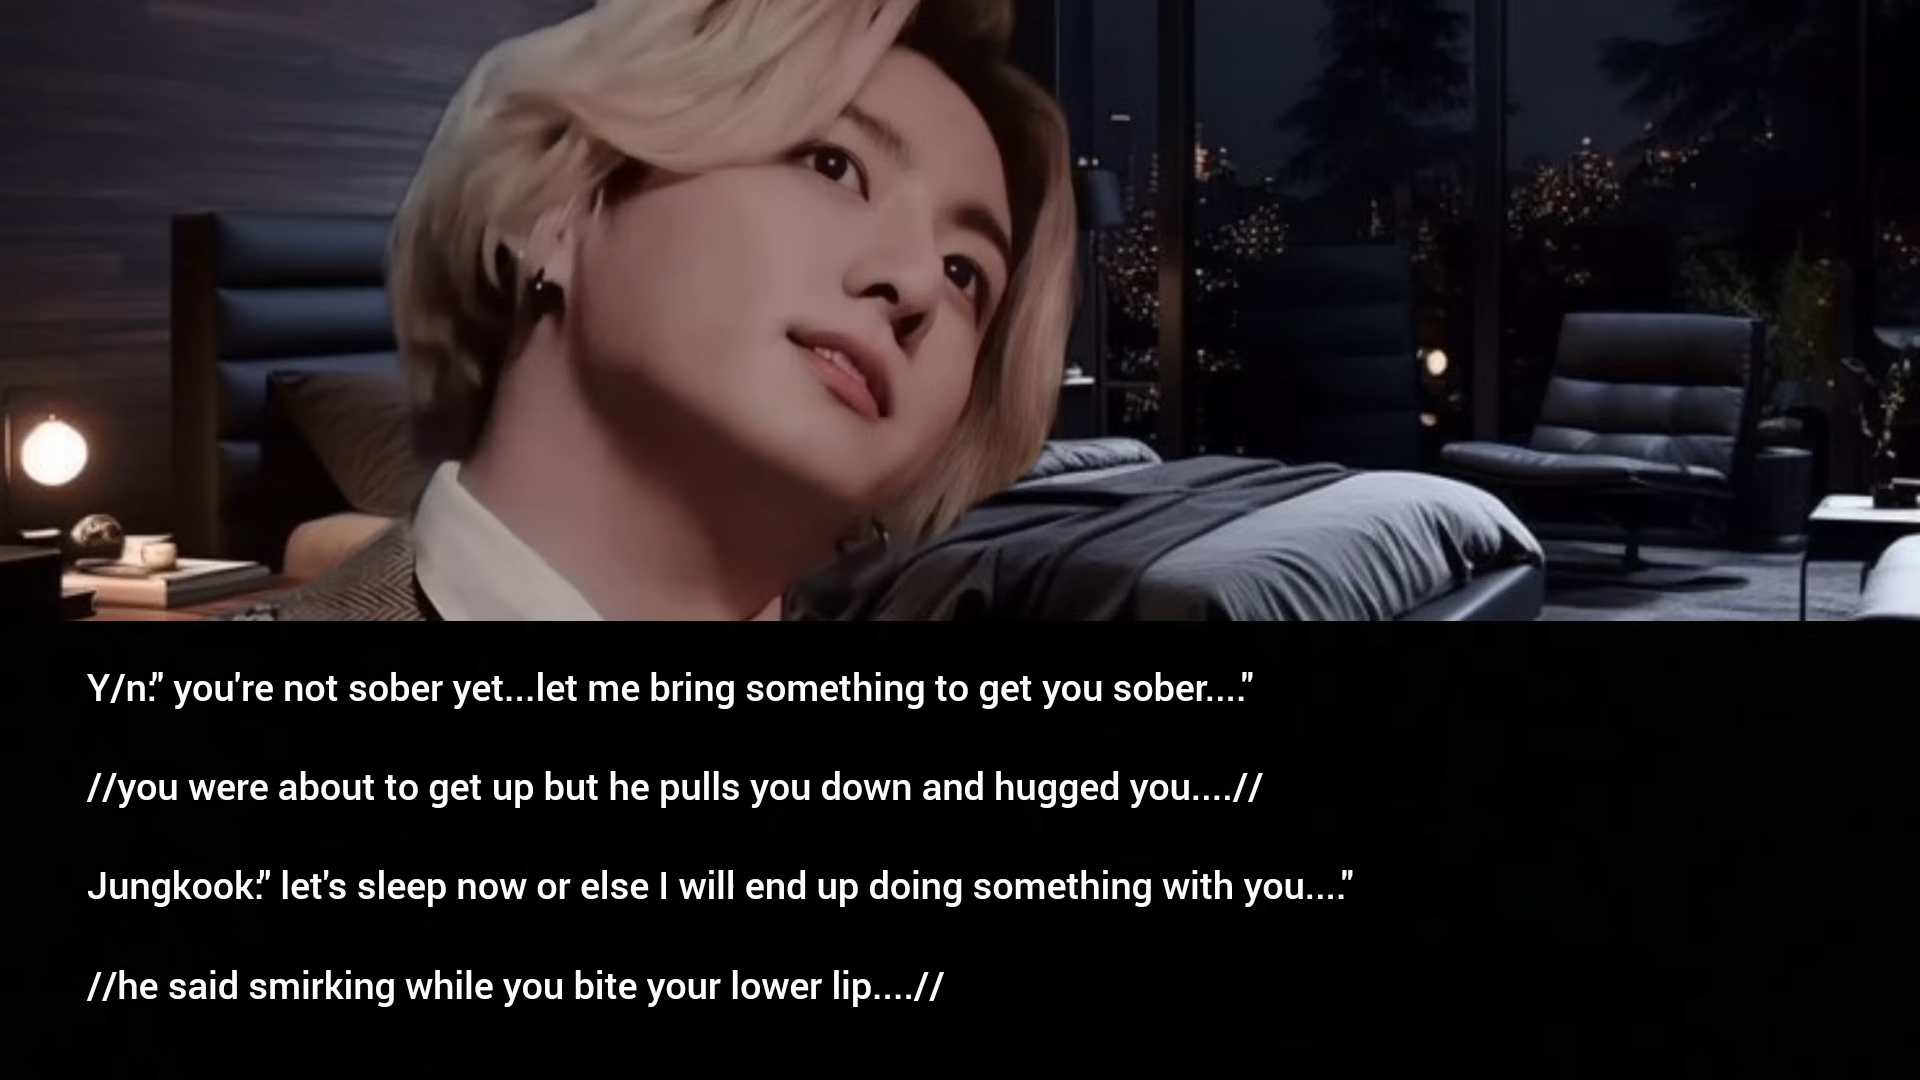 Y/n:" you're not sober yet...let me bring something to get you sober...."
//you were about to get up but he pulls you down and hugged you....//
Jungkook:" let's sleep now or else I will end up doing something with you...."
//he said smirking while you bite your lower lip....//